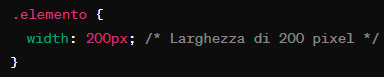 .elemento {
  width: 200px; /* Larghezza di 200 pixel */
}